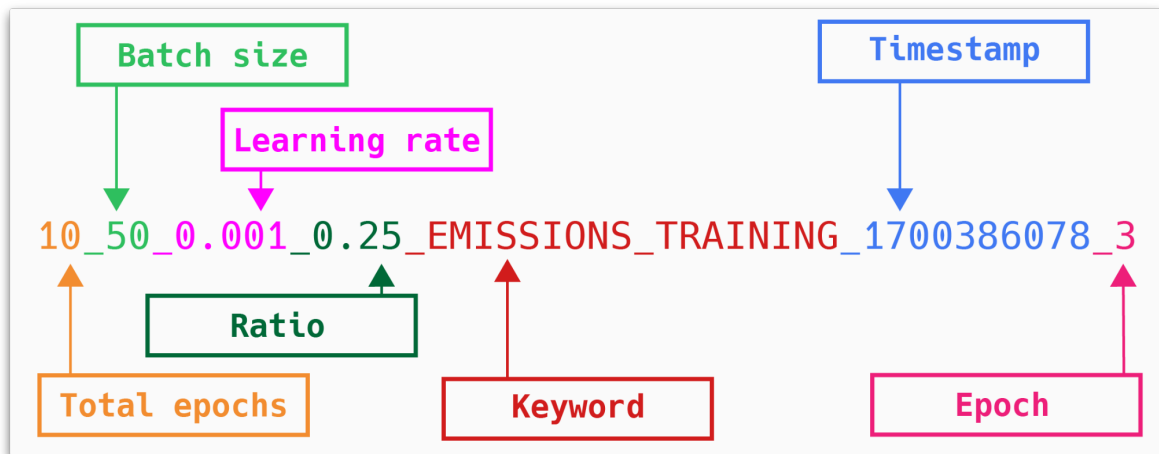 Batch size
Timestamp
Learning rate
10_50_0.001_0.25_EMISSIONS_TRAINING_1700386078_3
Ratio
Total epochs
Keyword
Epoch